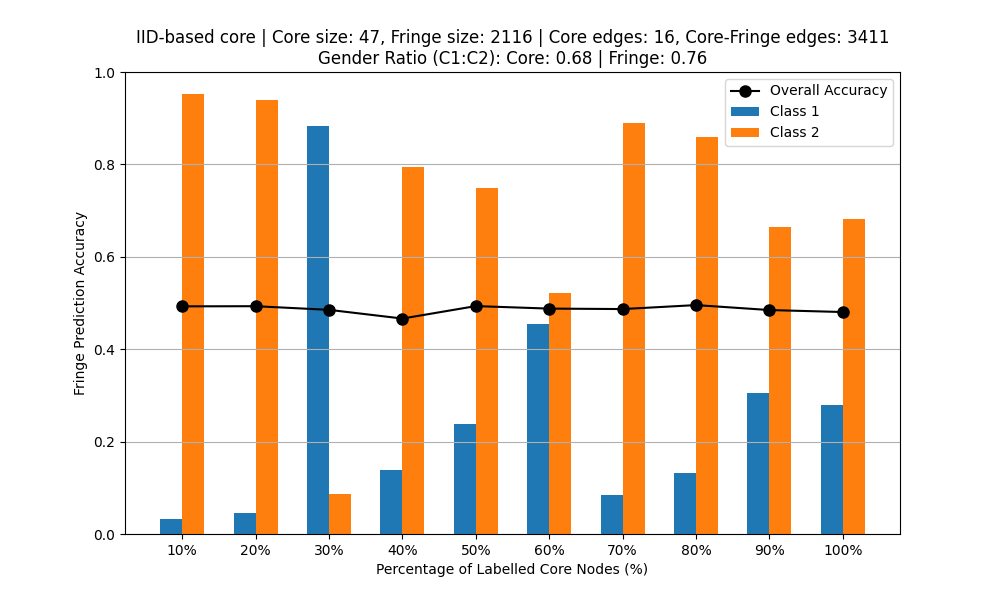 IID-based core | Core size: 47, Fringe size: 2116 | Core edges: 16, Core-Fringe edges: 3411
Gender Ratio (C1:C2): Core: 0.68 | Fringe: 0.76
Overall Accuracy
Class 1
Class 2
Fringe Prediction Accuracy
1.0
0.8
0.6
0.4
0.2
0.0
10% 20% 30% 40% 50% 60% 70% 80% 90% 100%
Percentage of Labelled Core Nodes (%)